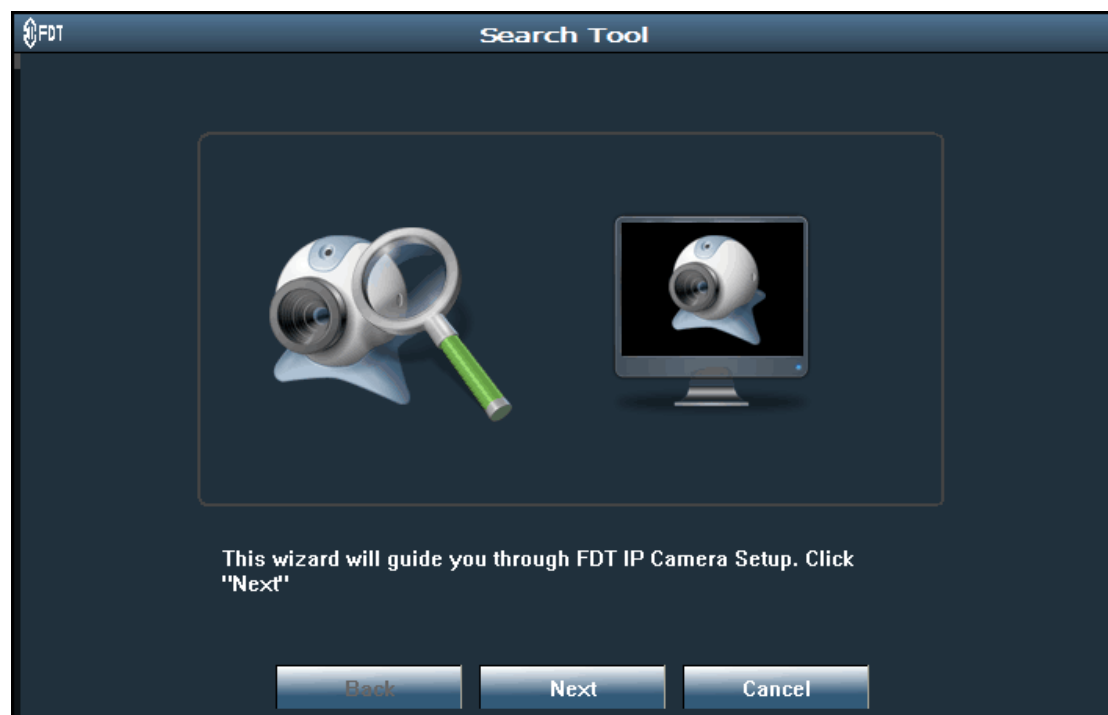 FDT
Search Tool
This wizard will guide you through FDT IP Camera Setup. Click
"Next"
Back
Next
Cancel